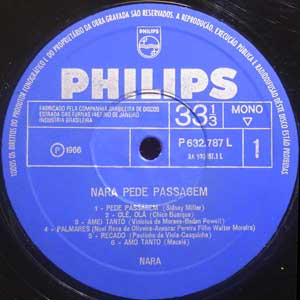 TODOS OS DIREITOS DO PRODUTOR FONOGRÁFICO E DO PROPRIETÁRIO DA OBRA GRAVADA SÃO RESERVADOS. A REPRODUÇÃO, EXECUÇÃO PÚBLICA E RADIODIFUSÃO DESTE DISCO ESTÃO PROIBIDAS
PHILIPS
FABRICADO PELA COMPANHIA BRASILEIRA DE DISCOS
ESTRADA DAS FURNAS 1467 RIO DE JANEIRO
INDÚSTRIA BRASILEIRA
33 1/3
MONO
℗ 1966
P 632.787 L
1
NARA PEDE PASSAGEM
1 - PEDE PASSAGEM (Sidney Miller)
2 - OLÊ, OLÁ (Chico Buarque)
3 - AMEI TANTO (Vinicius de Moraes-Baden Powell)
4 - PALMARES (Noel Rosa de Oliveira-Anescar Pereira Filho Walter Moreira)
5 - RECADO (Paulinho da Viola-Casquinha)
6 - AMO TANTO (Macalé)
NARA